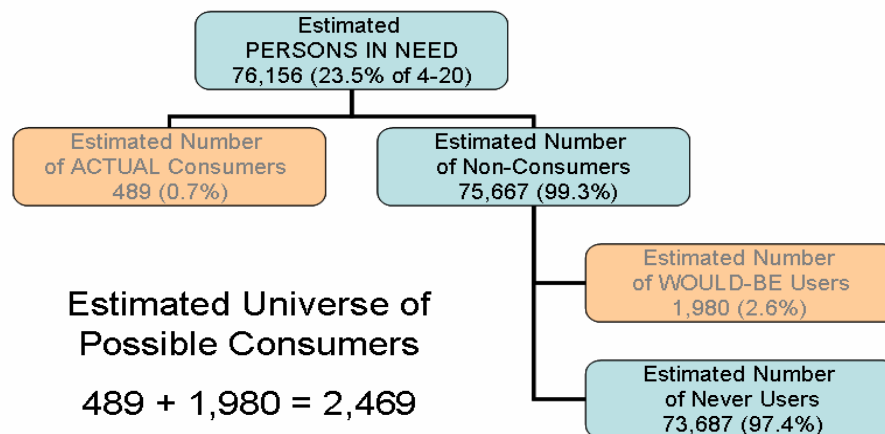 Estimated
PERSONS IN NEED
76,156 (23.5% of 4-20)
Estimated Number
of ACTUAL Consumers
489 (0.7%)
Estimated Number
of Non-Consumers
75,667 (99.3%)
Estimated Number
of WOULD-BE Users
1,980 (2.6%)
Estimated Universe of
Possible Consumers
489 + 1,980 = 2,469
Estimated Number
of Never Users
73,687 (97.4%)